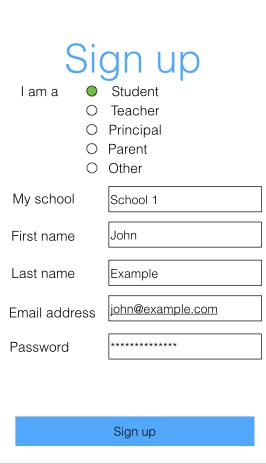 Sign up
I am a Student
Teacher
Principal
Parent
Other
My school School 1
First name John
Last name Example
Email address john@example.com
Password **************
Sign up